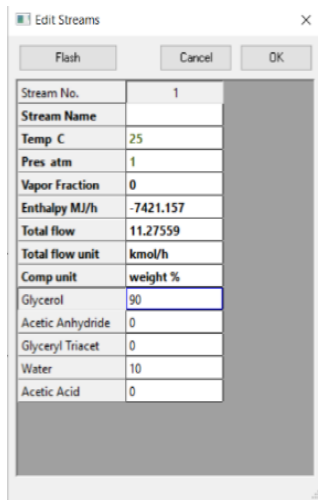 Edit Streams
Flash Cancel OK
Stream No. 1
Stream Name
Temp C 25
Pres atm 1
Vapor Fraction 0
Enthalpy MJ/h -7421.157
Total flow 11.27559
Total flow unit kmol/h
Comp unit weight %
Glycerol 90
Acetic Anhydride 0
Glyceryl Triacet 0
Water 10
Acetic Acid 0